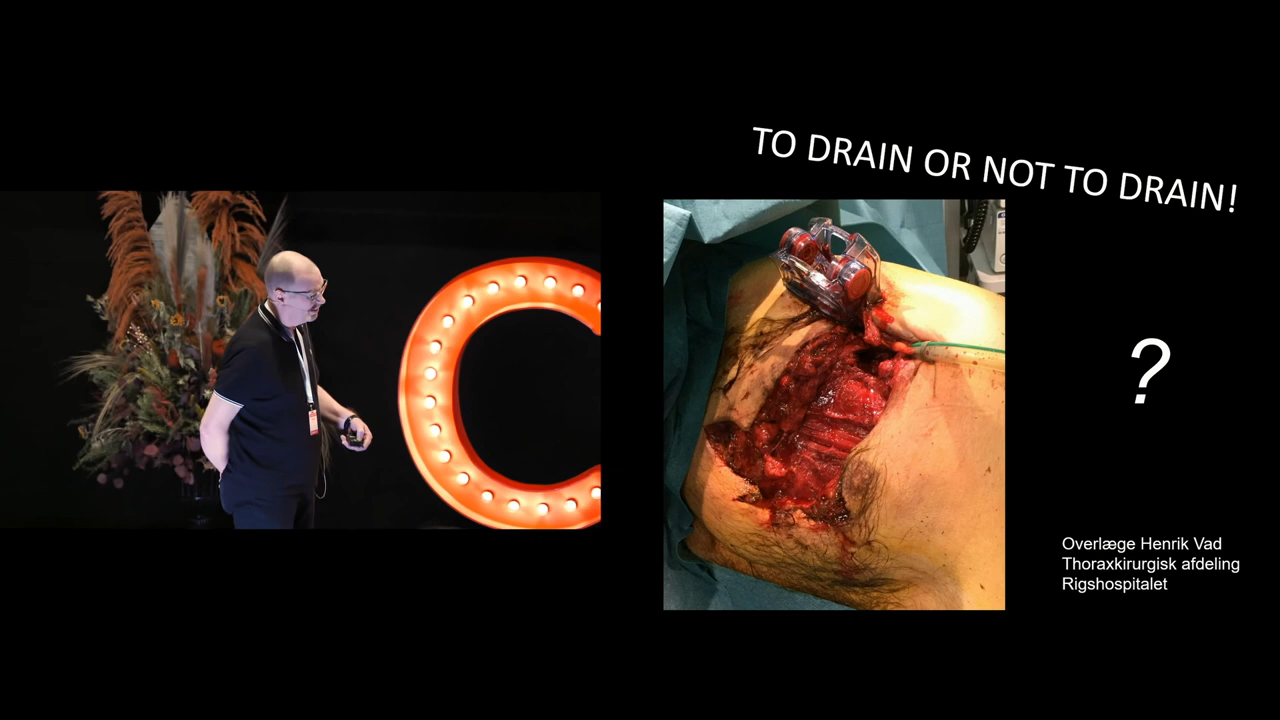 TO DRAIN OR NOT TO DRAIN!
?
Overlæge Henrik Vad
Thoraxkirurgisk afdeling
Rigshospitalet